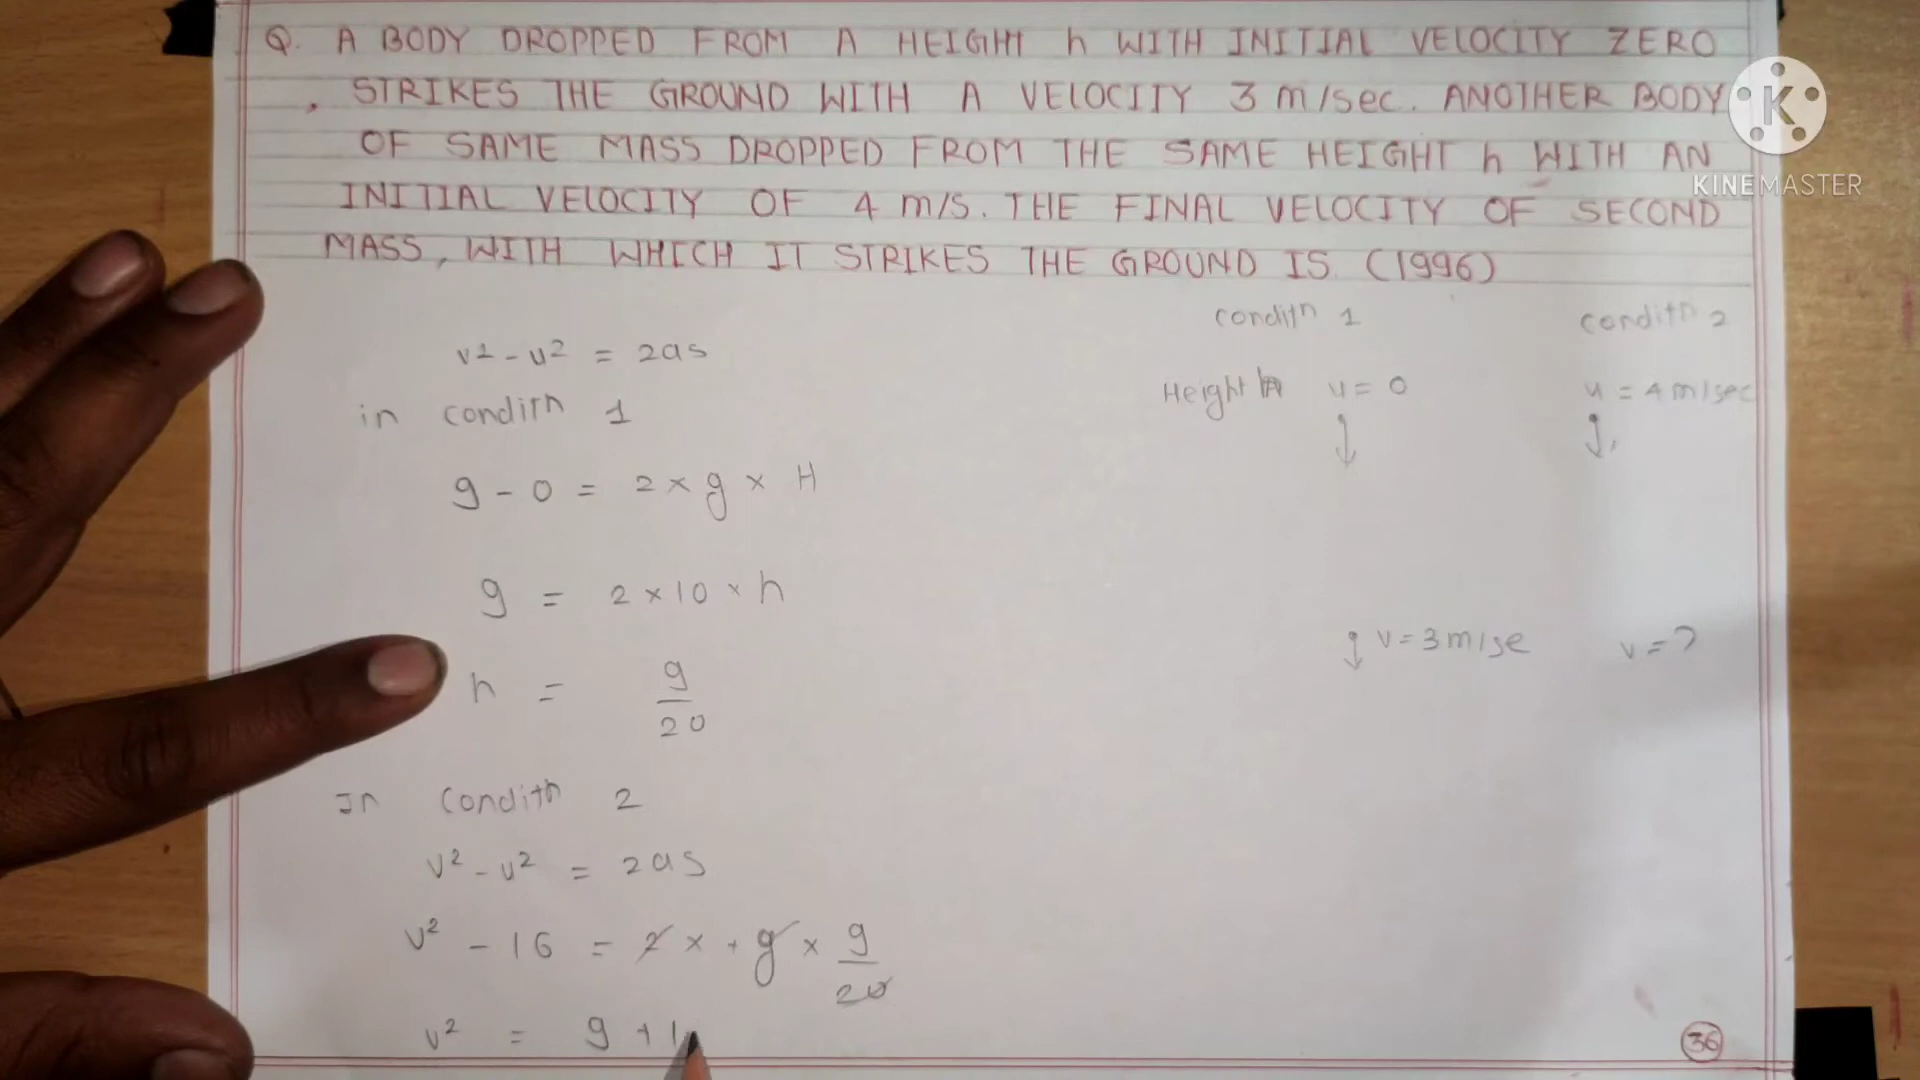 Q. A BODY DROPPED FROM A HEIGHT h WITH INITIAL VELOCITY ZERO
STRIKES THE GROUND WITH A VELOCITY 3 m/sec. ANOTHER BODY
OF SAME MASS DROPPED FROM THE SAME HEIGHT h WITH AN
INITIAL VELOCITY OF 4 m/s. THE FINAL VELOCITY OF SECOND
MASS, WITH WHICH IT STRIKES THE GROUND IS (1996)
K
KINEMASTER
Condith 1
Condith 2
v² - u² = 2as
Height h u = 0
u = 4 m/sec
in condith 1
9 - 0 = 2 × g × H
9 = 2 × 10 × h
↓ v = 3 m/se
v = ?
h = 9/20
In Condith 2
v² - u² = 2as
v² - 16 = 2 × + g × 9/20
v² = 9 + 1
36